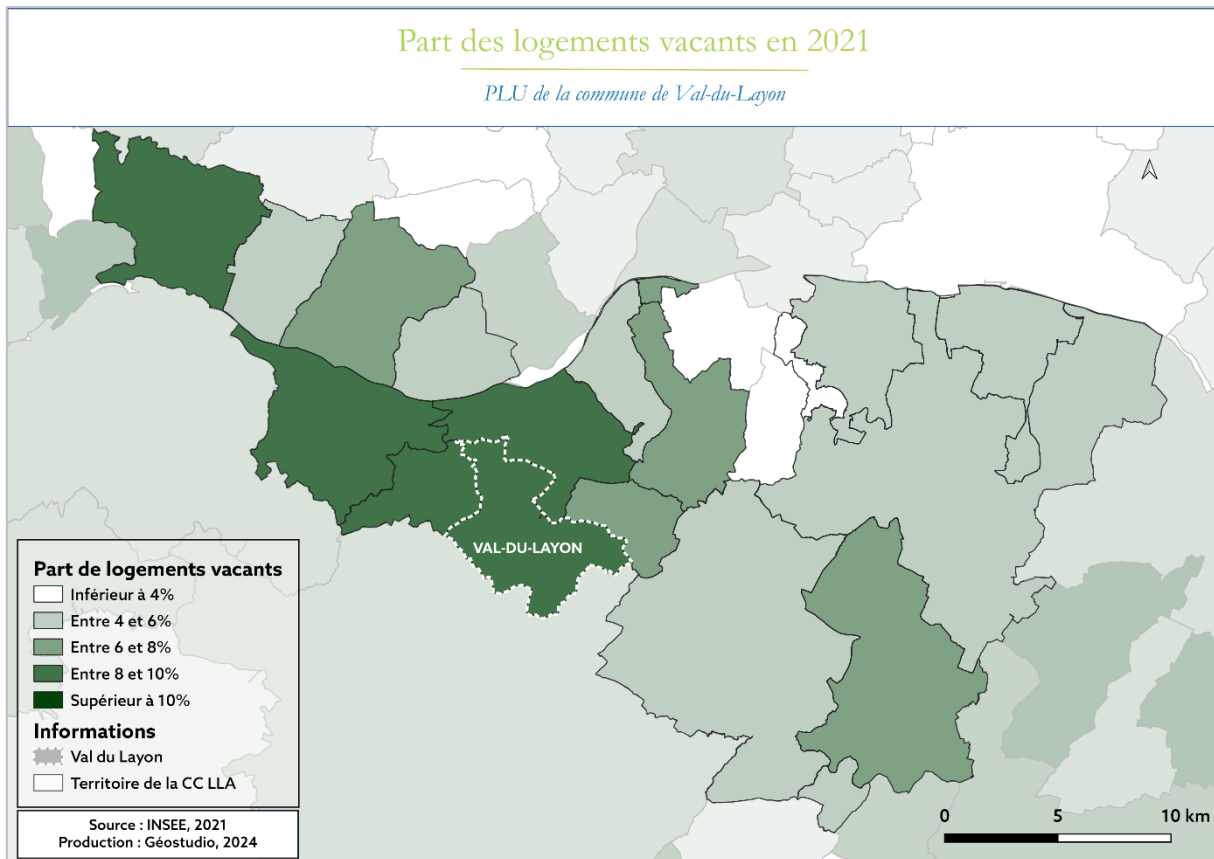 Part des logements vacants en 2021
PLU de la commune de Val-du-Layon
VAL-DU-LAYON
Part de logements vacants
Inférieur à 4%
Entre 4 et 6%
Entre 6 et 8%
Entre 8 et 10%
Supérieur à 10%
Informations
Val du Layon
Territoire de la CC LLA
Source : INSEE, 2021
Production : Géostudio, 2024
0 5 10 km